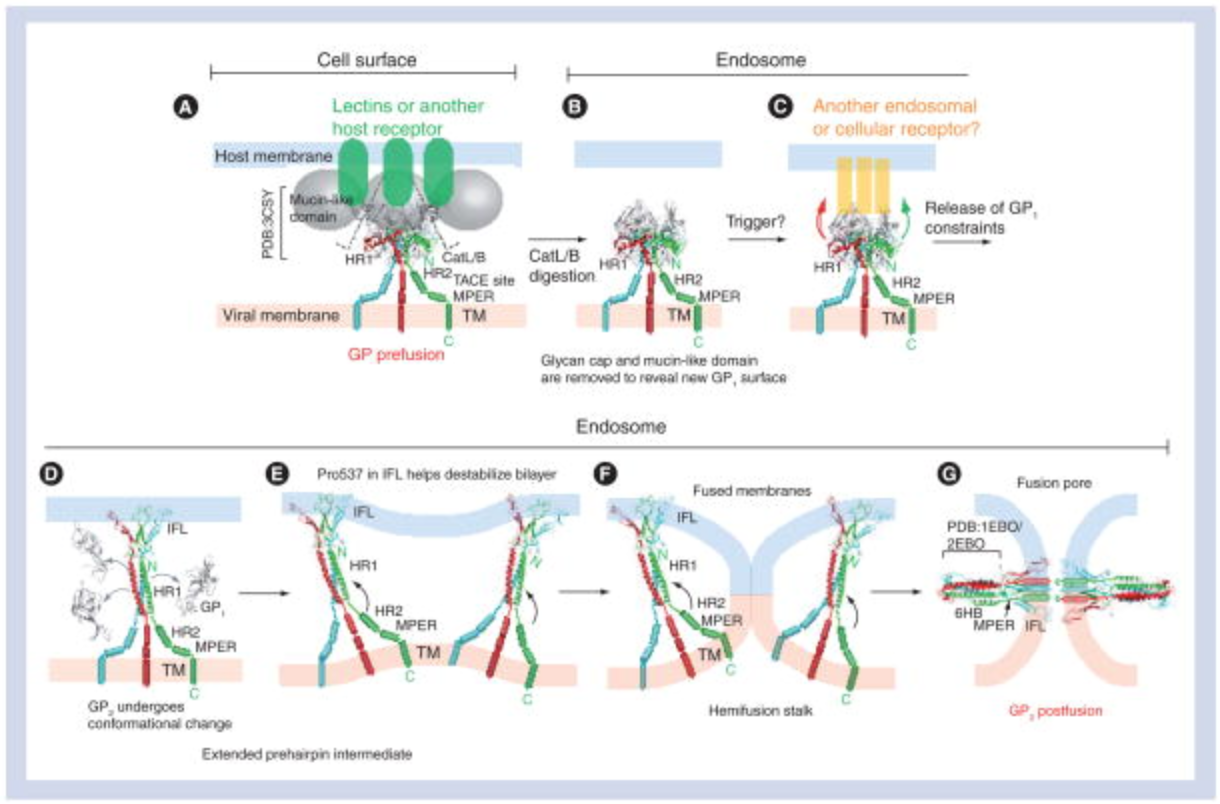 Cell surface
Endosome
A
Lectins or another
host receptor
Host membrane
PDB:3CSY
Mucin-like
domain
HR1
CatL/B
N
HR2
TACE site
MPER
Viral membrane
TM
C
GP prefusion
CatL/B
digestion
B
HR1
N
HR2
MPER
TM
C
Glycan cap and mucin-like domain
are removed to reveal new GP₁ surface
Trigger?
C
Another endosomal
or cellular receptor?
HR1
N
HR2
MPER
TM
C
Release of GP₁
constraints
Endosome
D
IFL
N
HR1
GP₁
HR2
MPER
TM
C
GP₂ undergoes
conformational change
Extended prehairpin intermediate
E
Pro537 in IFL helps destabilize bilayer
IFL
N
HR1
HR2
MPER
TM
C
N
C
F
Fused membranes
IFL
N
HR1
HR2
MPER
TM
C
N
C
Hemifusion stalk
G
Fusion pore
PDB:1EBO/
2EBO
6HB
MPER
IFL
GP₂ postfusion